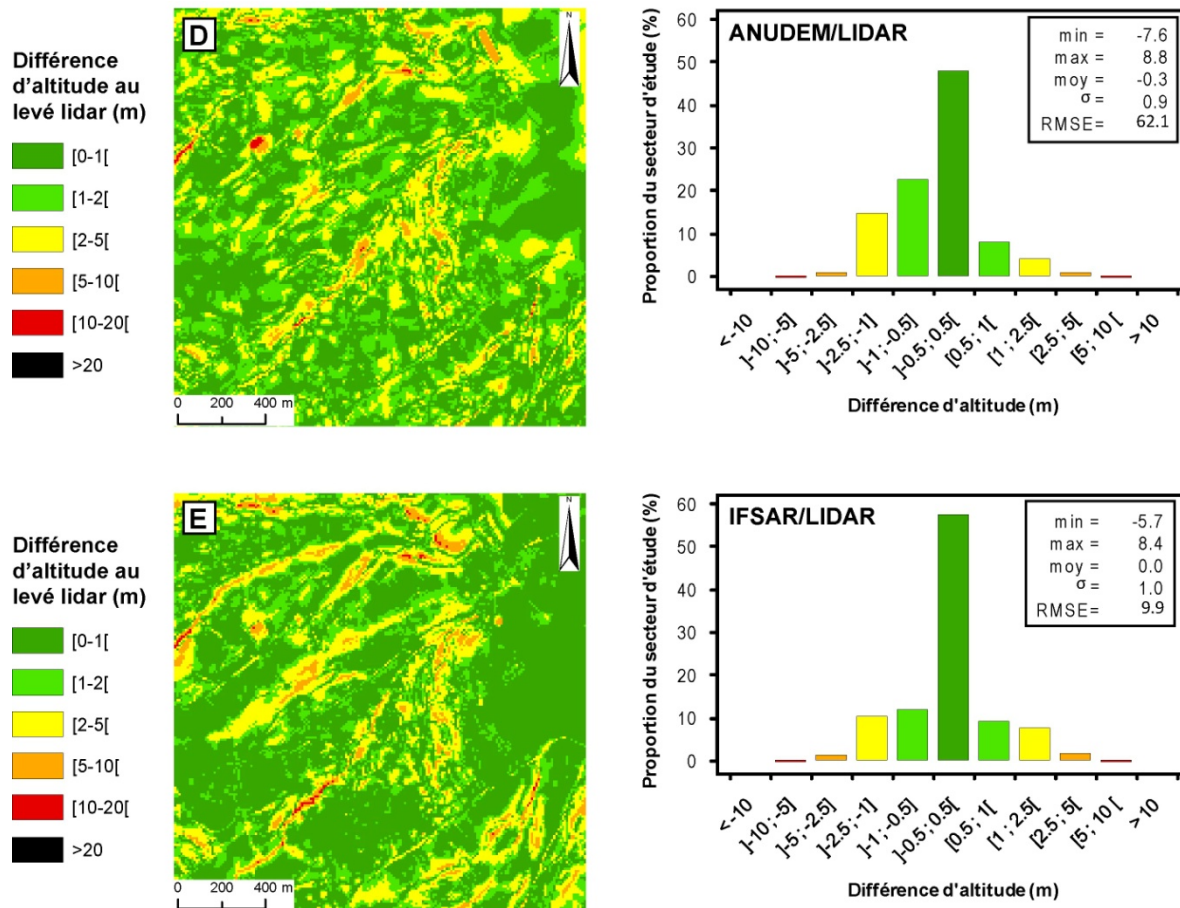 Différence
d'altitude au
levé lidar (m)
[0-1[
[1-2[
[2-5[
[5-10[
[10-20[
>20
D
N
0 200 400 m
Proportion du secteur d'étude (%)
60
50
40
30
20
10
0
ANUDEM/LIDAR
min = -7.6
max = 8.8
moy = -0.3
σ = 0.9
RMSE= 62.1
<-10
]-10 ; -5]
]-5 ; -2.5]
]-2.5 ; -1]
]-1 ; -0.5]
]-0.5 ; 0.5[
[0.5 ; 1[
[1 ; 2.5[
[2.5 ; 5[
[5 ; 10 [
> 10
Différence d'altitude (m)
Différence
d'altitude au
levé lidar (m)
[0-1[
[1-2[
[2-5[
[5-10[
[10-20[
>20
E
N
0 200 400 m
Proportion du secteur d'étude (%)
60
50
40
30
20
10
0
IFSAR/LIDAR
min = -5.7
max = 8.4
moy = 0.0
σ = 1.0
RMSE= 9.9
<-10
]-10 ; -5]
]-5 ; -2.5]
]-2.5 ; -1]
]-1 ; -0.5]
]-0.5 ; 0.5[
[0.5 ; 1[
[1 ; 2.5[
[2.5 ; 5[
[5 ; 10 [
> 10
Différence d'altitude (m)